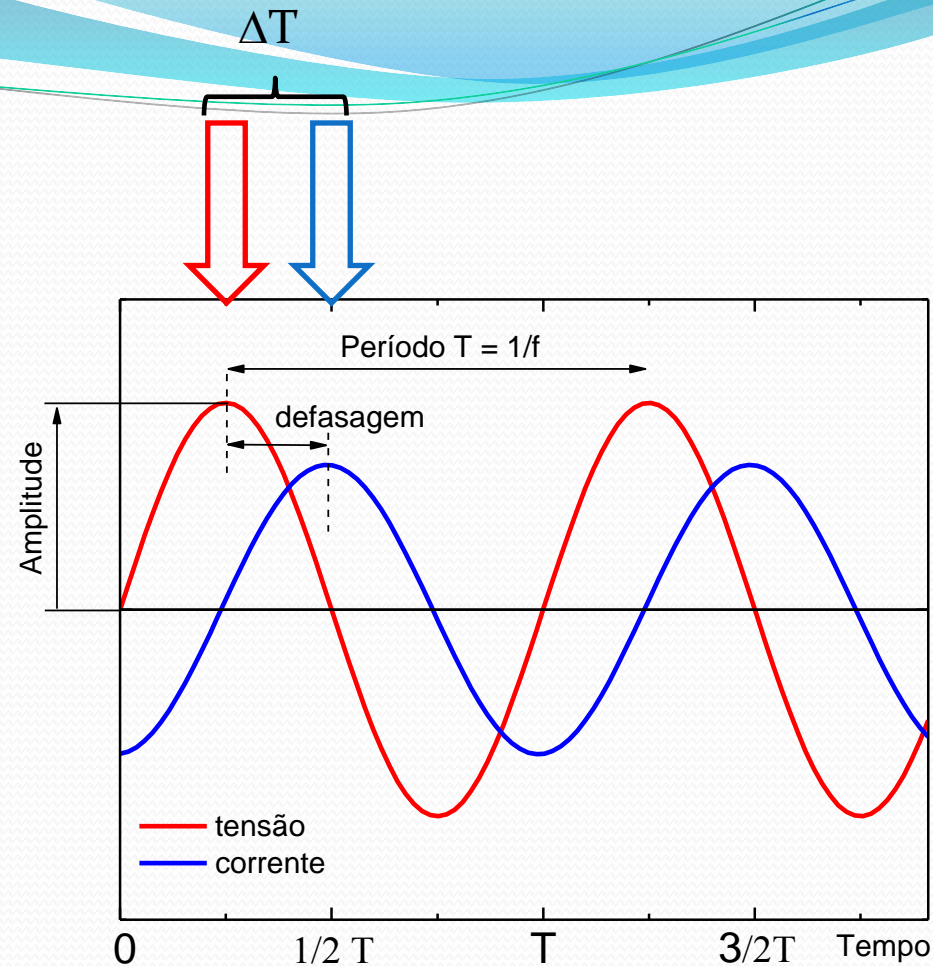 ΔT
Período T = 1/f
defasagem
Amplitude
tensão
corrente
0 1/2 T T 3/2T Tempo